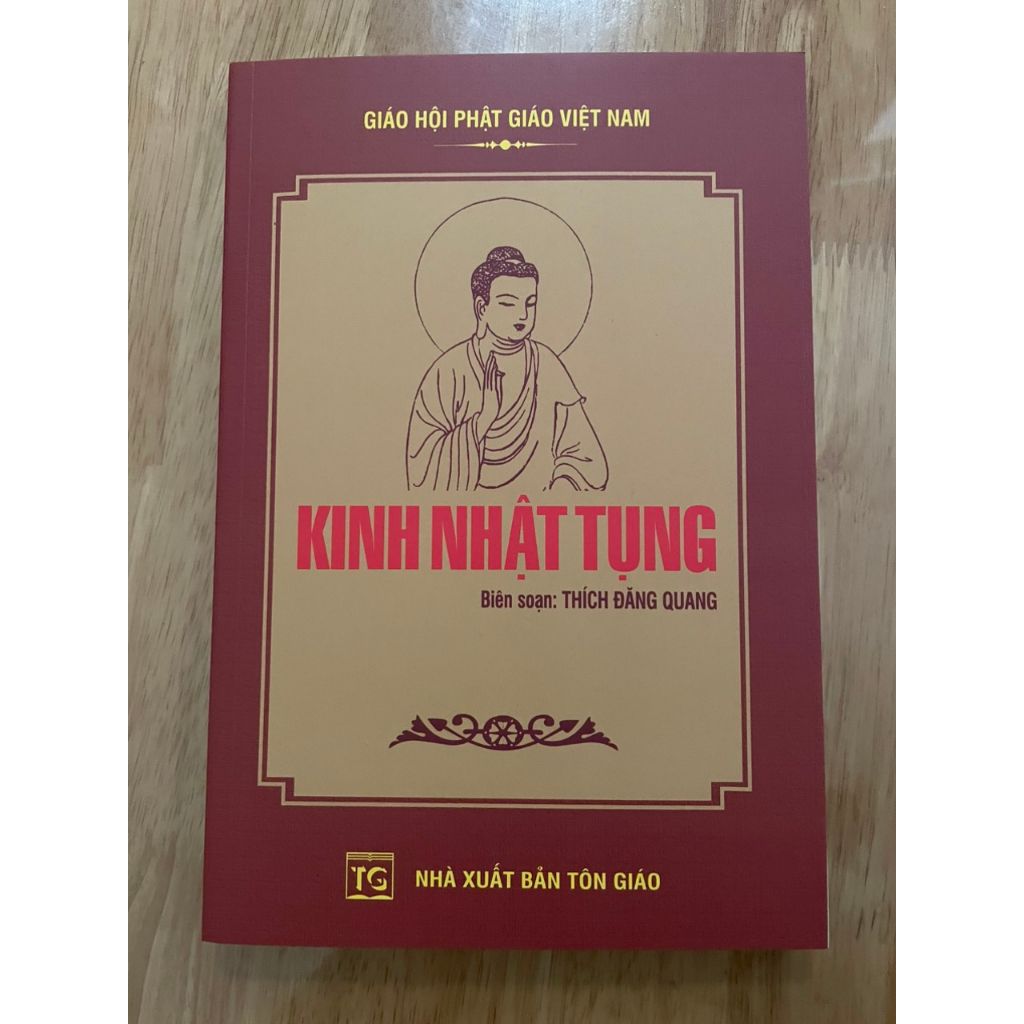 GIÁO HỘI PHẬT GIÁO VIỆT NAM
KINH NHẬT TỤNG
Biên soạn: THÍCH ĐĂNG QUANG
TG
NHÀ XUẤT BẢN TÔN GIÁO